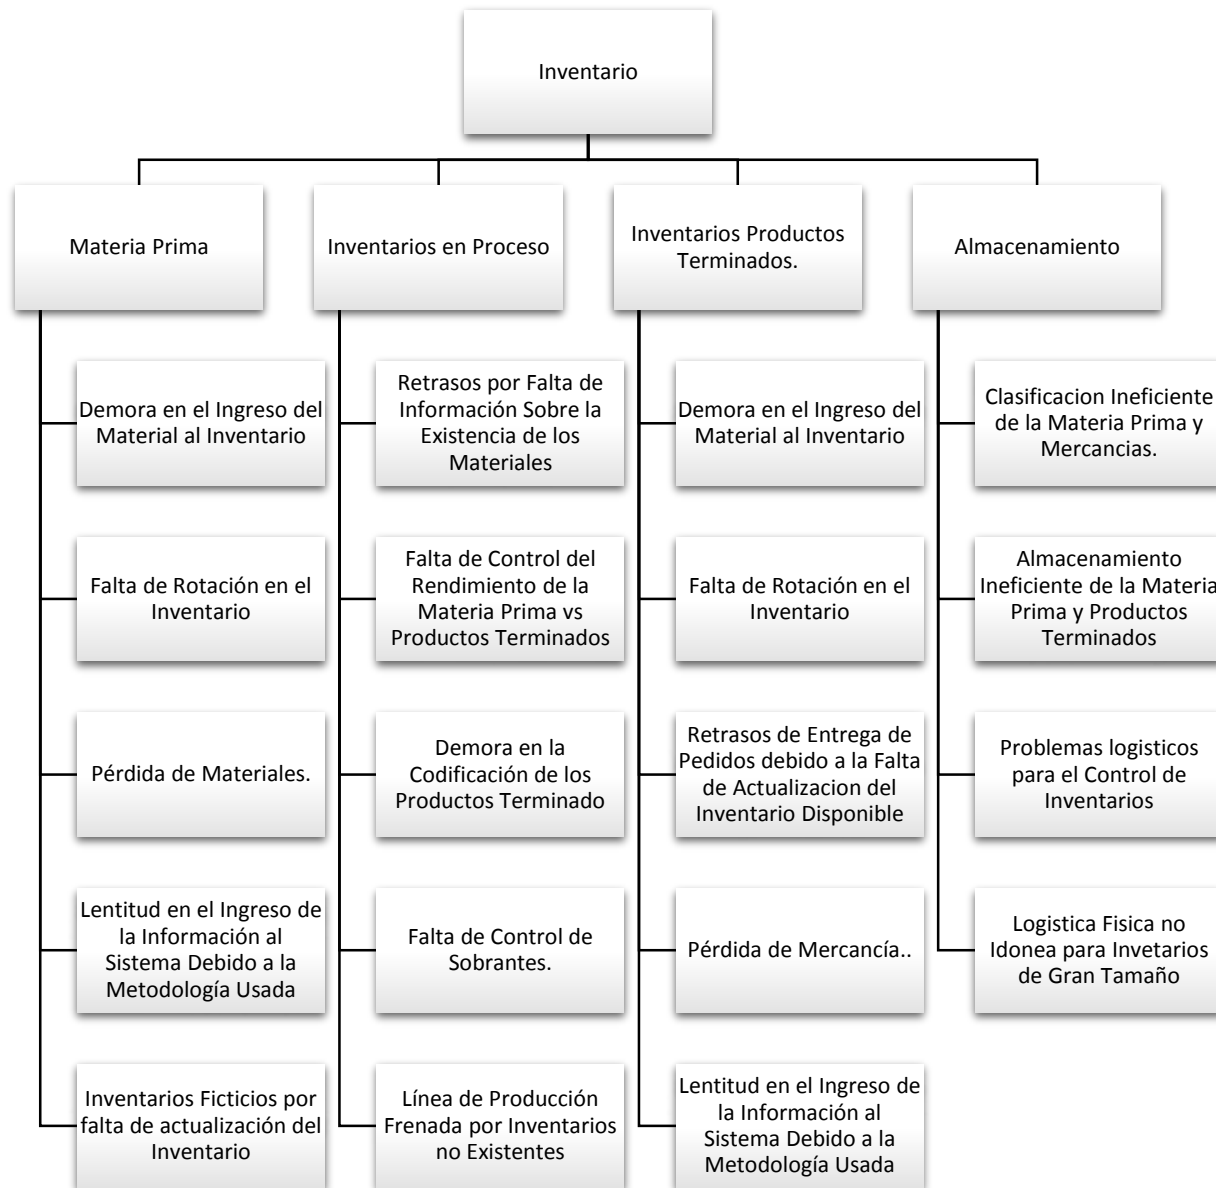 Inventario
Materia Prima
Demora en el Ingreso del
Material al Inventario
Falta de Rotación en el
Inventario
Pérdida de Materiales.
Lentitud en el Ingreso de
la Información al
Sistema Debido a la
Metodología Usada
Inventarios Ficticios por
falta de actualización del
Inventario
Inventarios en Proceso
Retrasos por Falta de
Información Sobre la
Existencia de los
Materiales
Falta de Control del
Rendimiento de la
Materia Prima vs
Productos Terminados
Demora en la
Codificación de los
Productos Terminado
Falta de Control de
Sobrantes.
Línea de Producción
Frenada por Inventarios
no Existentes
Inventarios Productos
Terminados.
Demora en el Ingreso del
Material al Inventario
Falta de Rotación en el
Inventario
Retrasos de Entrega de
Pedidos debido a la Falta
de Actualizacion del
Inventario Disponible
Pérdida de Mercancía..
Lentitud en el Ingreso de
la Información al
Sistema Debido a la
Metodología Usada
Almacenamiento
Clasificacion Ineficiente
de la Materia Prima y
Mercancias.
Almacenamiento
Ineficiente de la Materia
Prima y Productos
Terminados
Problemas logisticos
para el Control de
Inventarios
Logistica Fisica no
Idonea para Invetarios
de Gran Tamaño